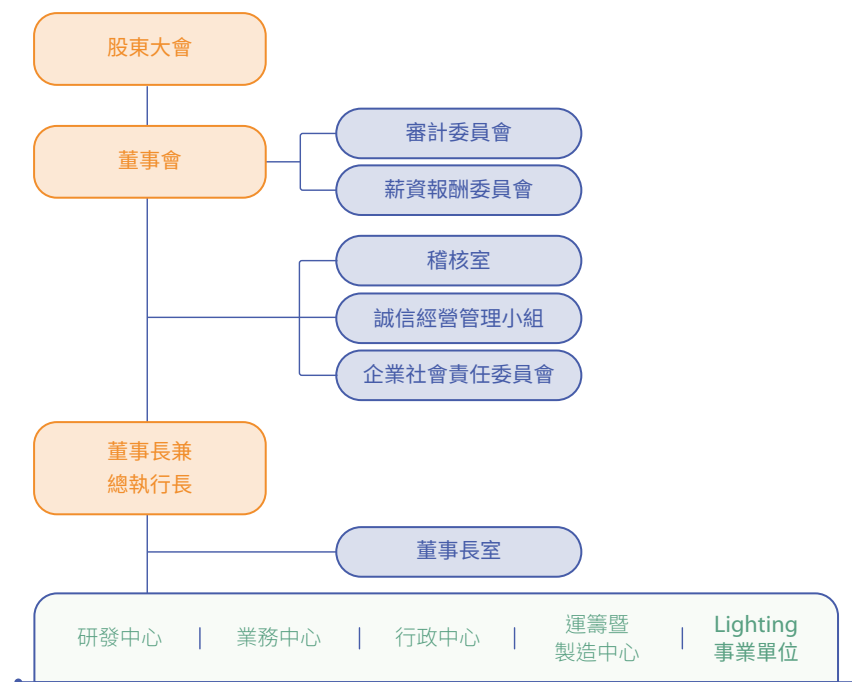 股東大會
董事會
審計委員會
薪資報酬委員會
稽核室
誠信經營管理小組
企業社會責任委員會
董事長兼
總執行長
董事長室
研發中心
業務中心
行政中心
運籌暨
製造中心
Lighting
事業單位